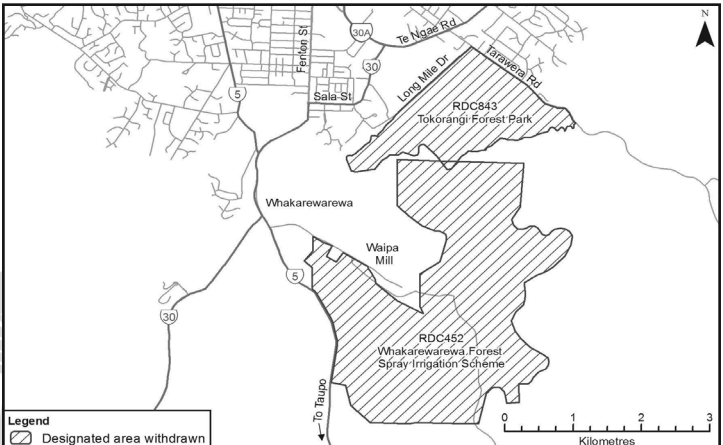 N
30A
Te Ngae Rd
Fenton St
30
Tarawera Rd
Long Mile Dr
5
Sala St
RDC843
Tokorangi Forest Park
Whakarewarewa
Waipa
Mill
5
30
RDC452
Whakarewarewa Forest
Spray Irrigation Scheme
To Taupo
Legend
Designated area withdrawn
0 1 2 3
Kilometres